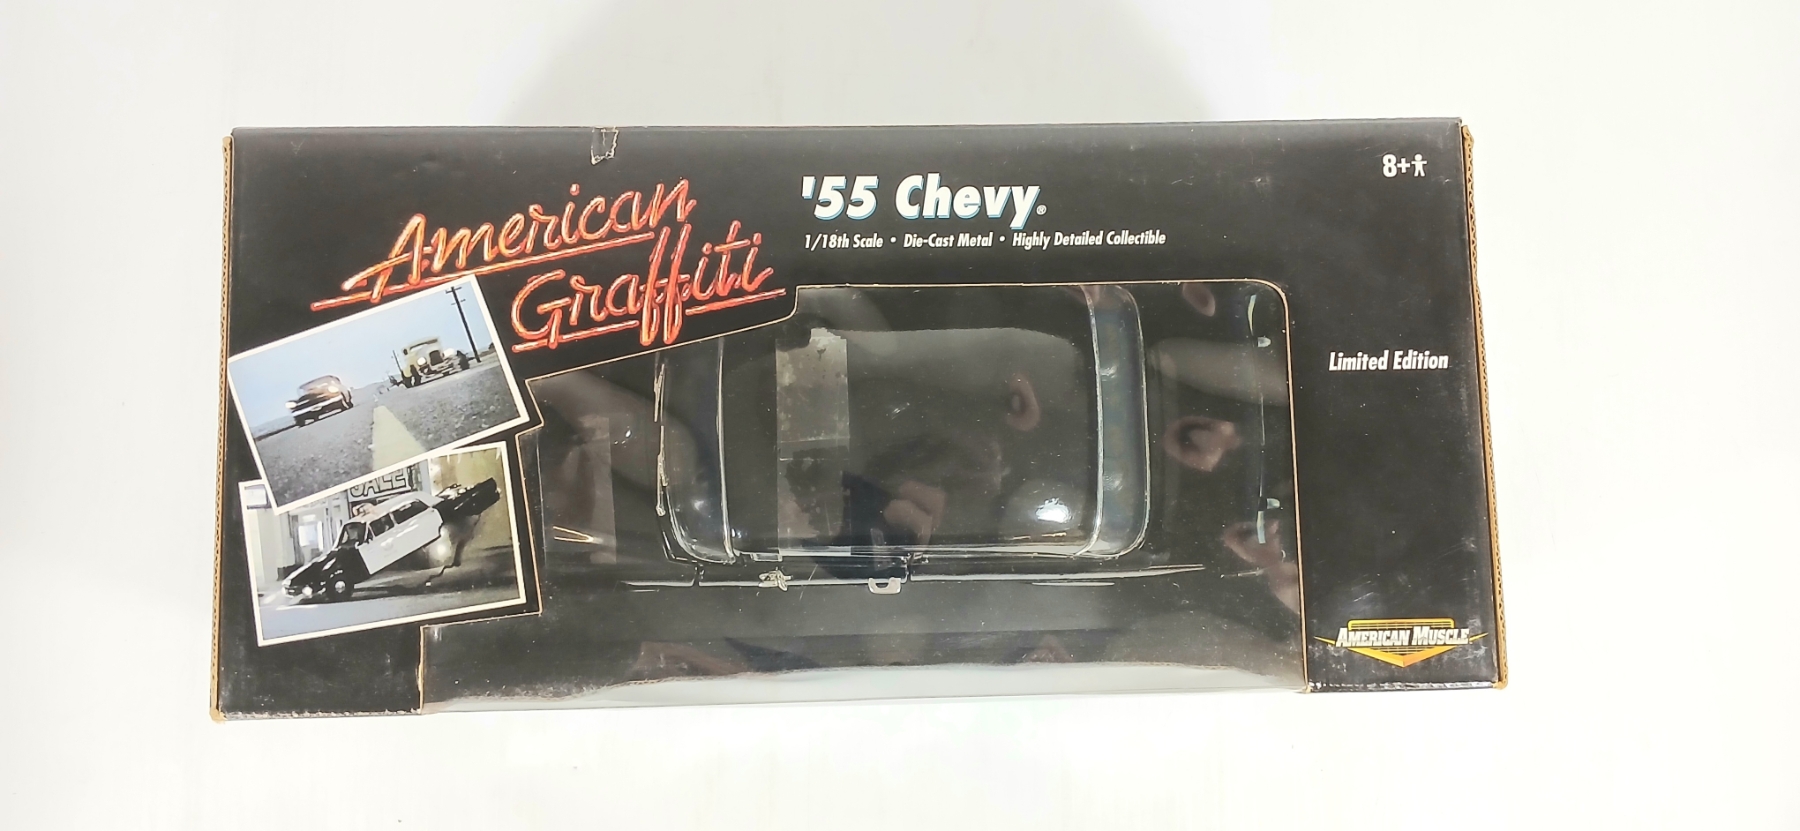 American
Graffiti
'55 Chevy®
1/18th Scale • Die-Cast Metal • Highly Detailed Collectible
8+
SALE
Limited Edition
AMERICAN MUSCLE